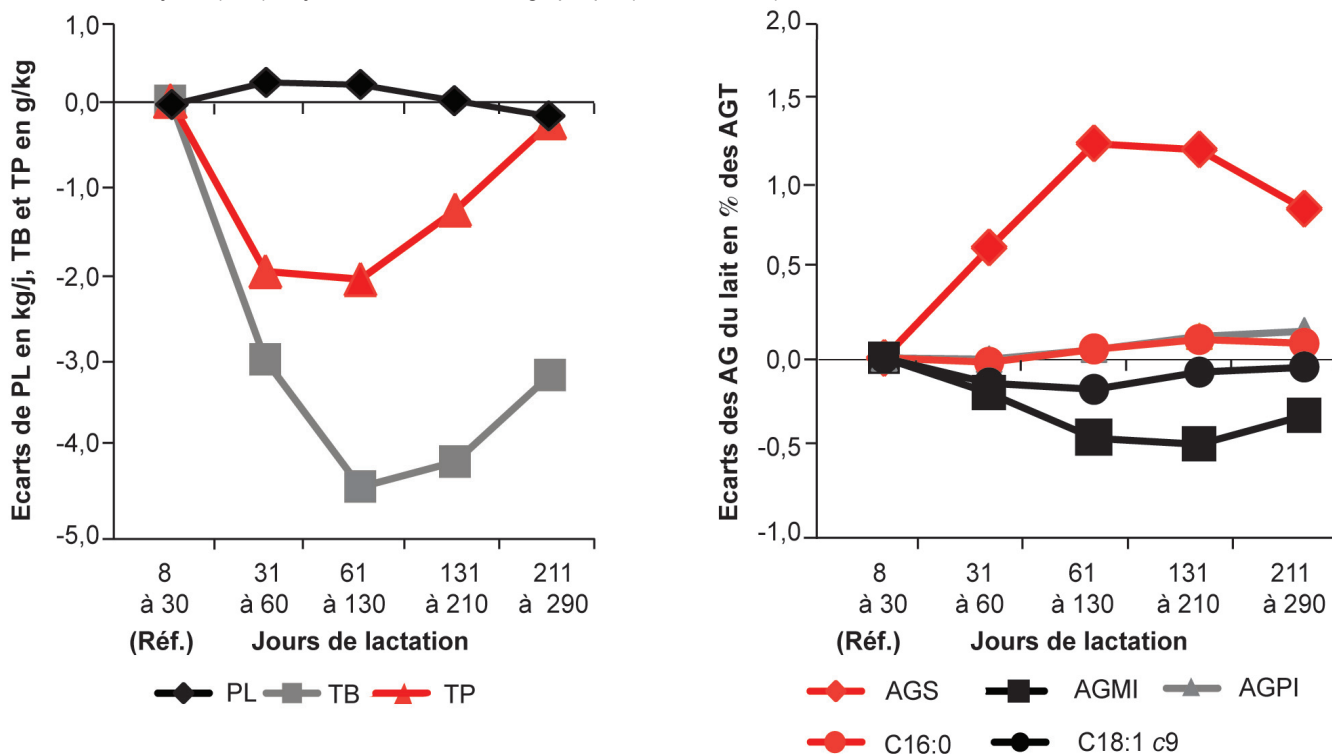 Ecarts de PL en kg/j, TB et TP en g/kg
1,0
0,0
-1,0
-2,0
-3,0
-4,0
-5,0
8 31 61 131 211
à 30 à 60 à 130 à 210 à 290
(Réf.) Jours de lactation
PL TB TP
Ecarts des AG du lait en % des AGT
2,0
1,5
1,0
0,5
0,0
-0,5
-1,0
8 31 61 131 211
à 30 à 60 à 130 à 210 à 290
(Réf.) Jours de lactation
AGS AGMI AGPI
C16:0 C18:1 c9